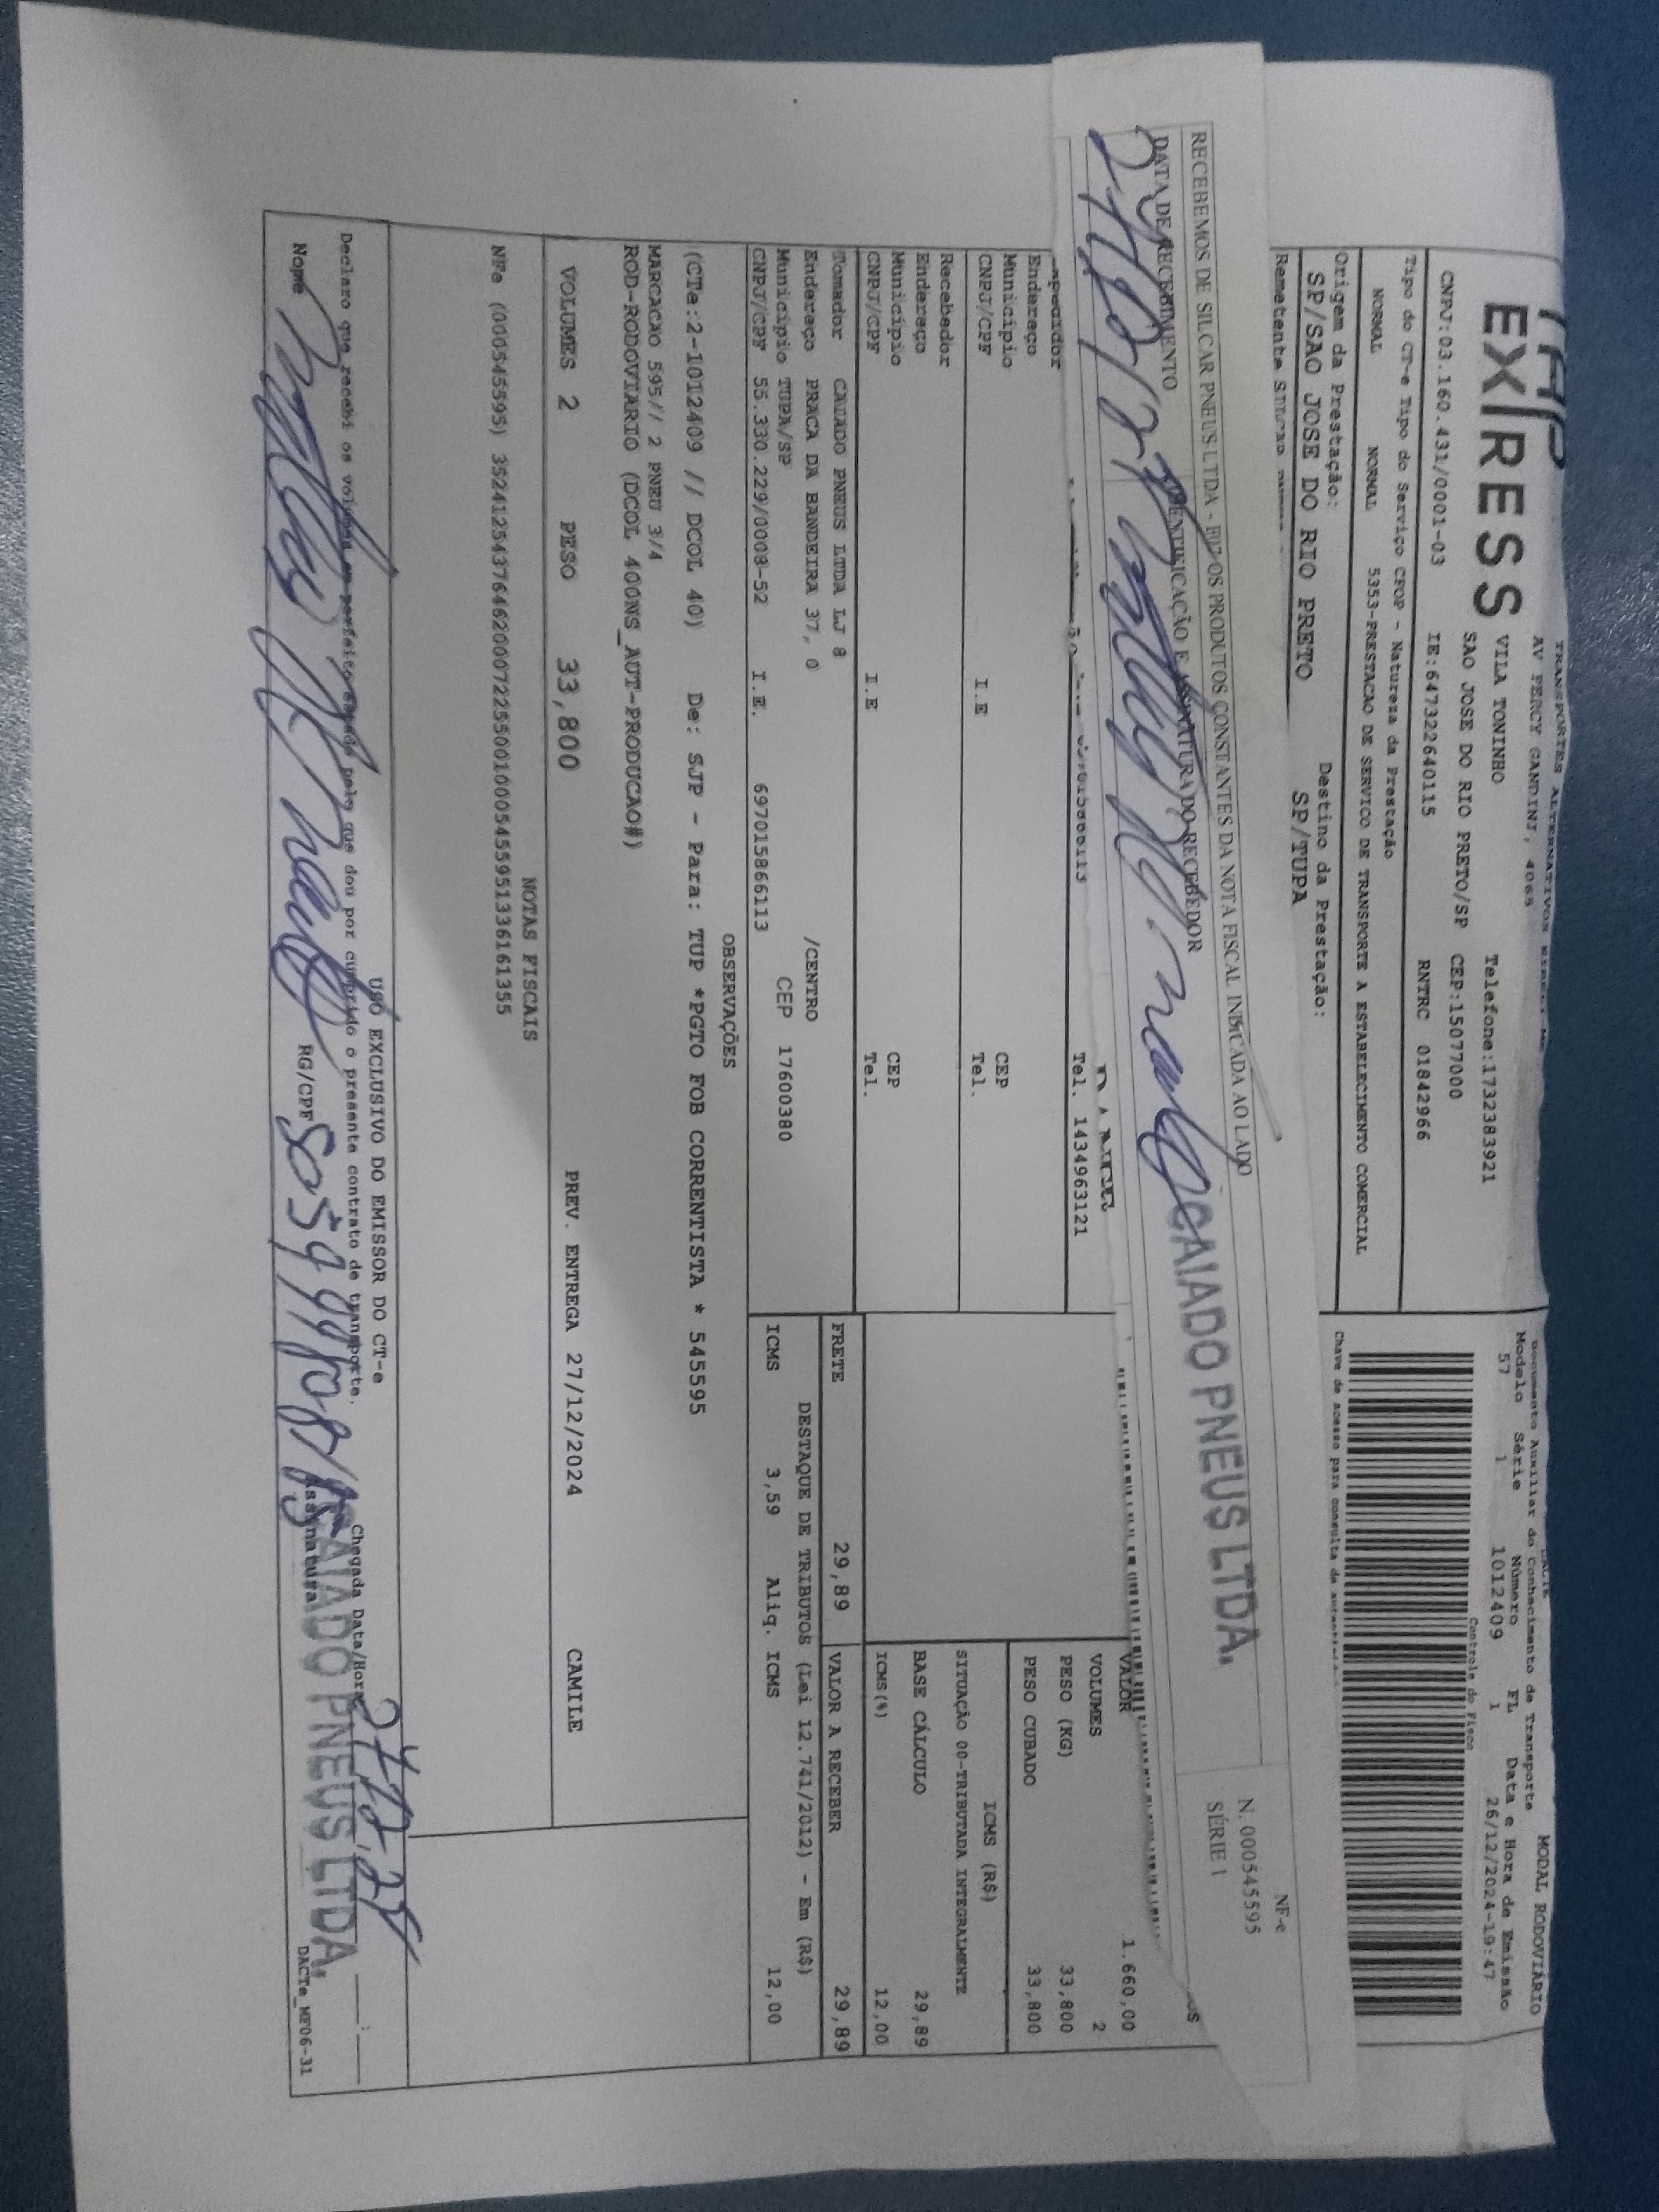 EXPRESS
TRANSPORTES ALTERNATIVOS
AV PERCY GANDINI, 4065
VILA TONINHO
SAO JOSE DO RIO PRETO/SP CEP:15077000
Telefone:1732383921
CNPJ:03.160.431/0001-03 IE:647322640115 RNTRC 01842966
Tipo do CT-e Tipo do Serviço CFOP - Natureza da Prestação
NORMAL NORMAL 5353-PRESTACAO DE SERVICO DE TRANSPORTE A ESTABELECIMENTO COMERCIAL
Origem da Prestação: Destino da Prestação:
SP/SAO JOSE DO RIO PRETO SP/TUPA
Remetente SILCAR
MODAL RODOVIÁRIO
Documento Auxiliar do Conhecimento de Transporte
Modelo Série Número FL Data e Hora de Emissão
57 1 1012409 1 26/12/2024-19:47
Controle do Fisco
Chave de acesso para consulta de
RECEBEMOS DE SILCAR PNEUS LTDA - EPP OS PRODUTOS CONSTANTES DA NOTA FISCAL INDICADA AO LADO
DATA DE RECEBIMENTO IDENTIFICAÇÃO E ASSINATURA DO RECEBEDOR
CAIADO PNEUS LTDA.
NF-e
N. 000545595
SÉRIE 1
Tel. 1434963121
Endereço
Município CEP
CNPJ/CPF I.E Tel.
Recebedor
Endereço
Município CEP
CNPJ/CPF I.E Tel.
Tomador CAIADO PNEUS LTDA LJ 8
Endereço PRACA DA BANDEIRA 37, 0 /CENTRO
Município TUPA/SP CEP 17600380
CNPJ/CPF 55.330.229/0008-52 I.E. 697015866113
VALOR 1.660,00
VOLUMES 2
PESO (KG) 33,800
PESO CUBADO 33,800
ICMS (R$)
SITUAÇÃO 00-TRIBUTADA INTEGRALMENTE
BASE CÁLCULO 29,89
ICMS(%) 12,00
FRETE 29,89 VALOR A RECEBER 29,89
DESTAQUE DE TRIBUTOS (Lei 12.741/2012) - Em (R$)
ICMS 3,59 Aliq. ICMS 12,00
OBSERVAÇÕES
(CTe:2-1012409 // DCOL 40) De: SJP - Para: TUP *PGTO FOB CORRENTISTA * 545595
MARCACAO 595// 2 PNEU 3/4
ROD-RODOVIARIO (DCOL 400NS_AUT-PRODUCAO#)
VOLUMES 2 PESO 33,800 PREV. ENTREGA 27/12/2024 CAMILE
NOTAS FISCAIS
NFe (000545595) 35241254376462000722550010005455951336161355
USO EXCLUSIVO DO EMISSOR DO CT-e
Declaro que recebi os volumes em perfeito estado pelo que dou por cumprido o presente contrato de transporte.
Chegada Data/Hora
Nome RG/CPF Assinatura
CAIADO PNEUS LTDA.
DACTe_MF06-31